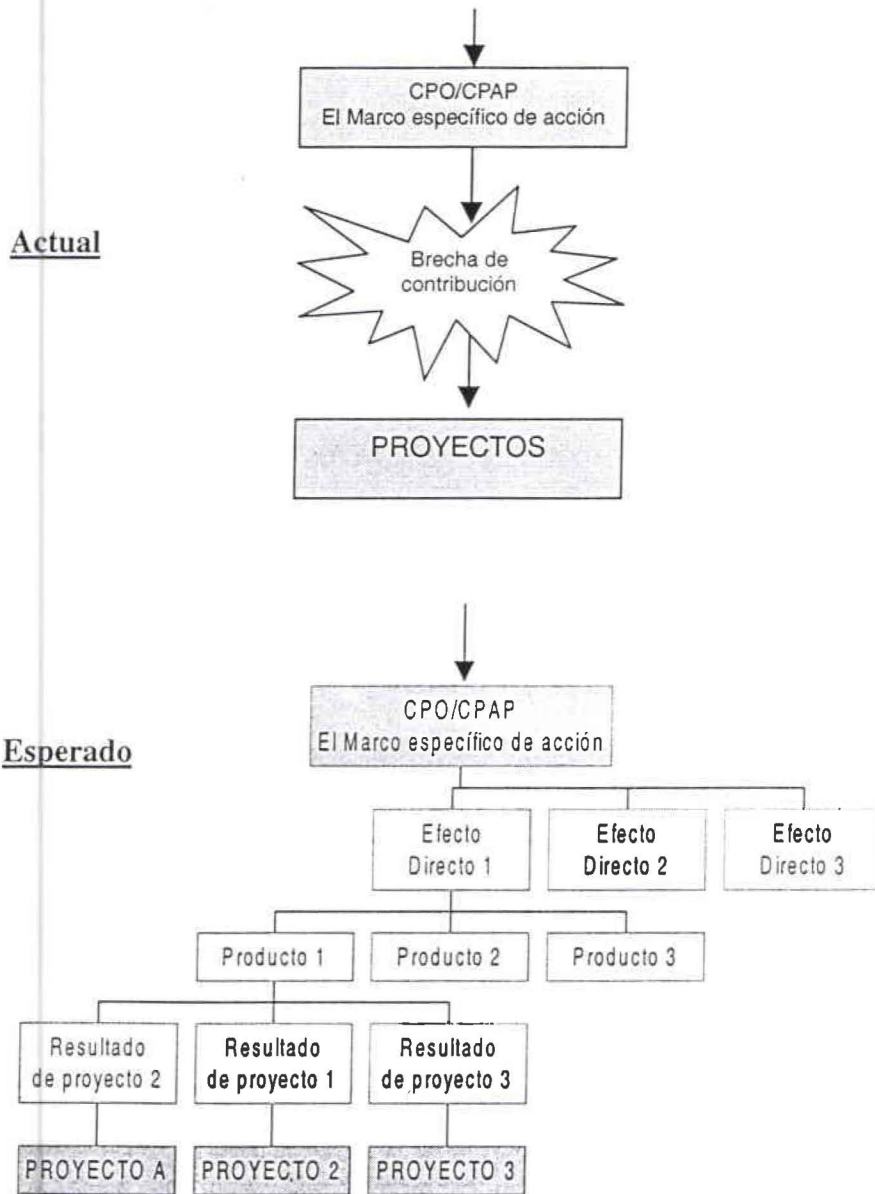 CPO/CPAP
El Marco específico de acción
Actual
Brecha de
contribución
PROYECTOS
CPO/CPAP
El Marco específico de acción
Esperado
Efecto
Directo 1
Efecto
Directo 2
Efecto
Directo 3
Producto 1
Producto 2
Producto 3
Resultado
de proyecto 2
Resultado
de proyecto 1
Resultado
de proyecto 3
PROYECTO A
PROYECTO 2
PROYECTO 3